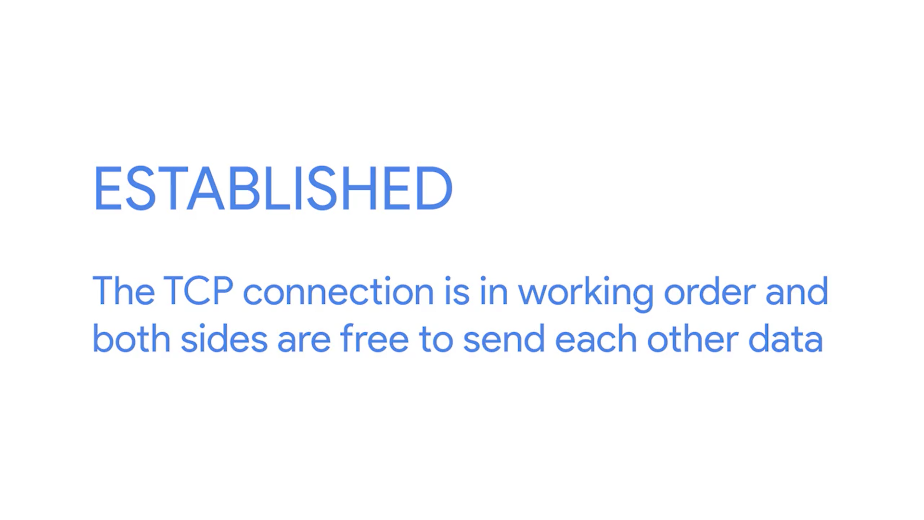 ESTABLISHED
The TCP connection is in working order and
both sides are free to send each other data